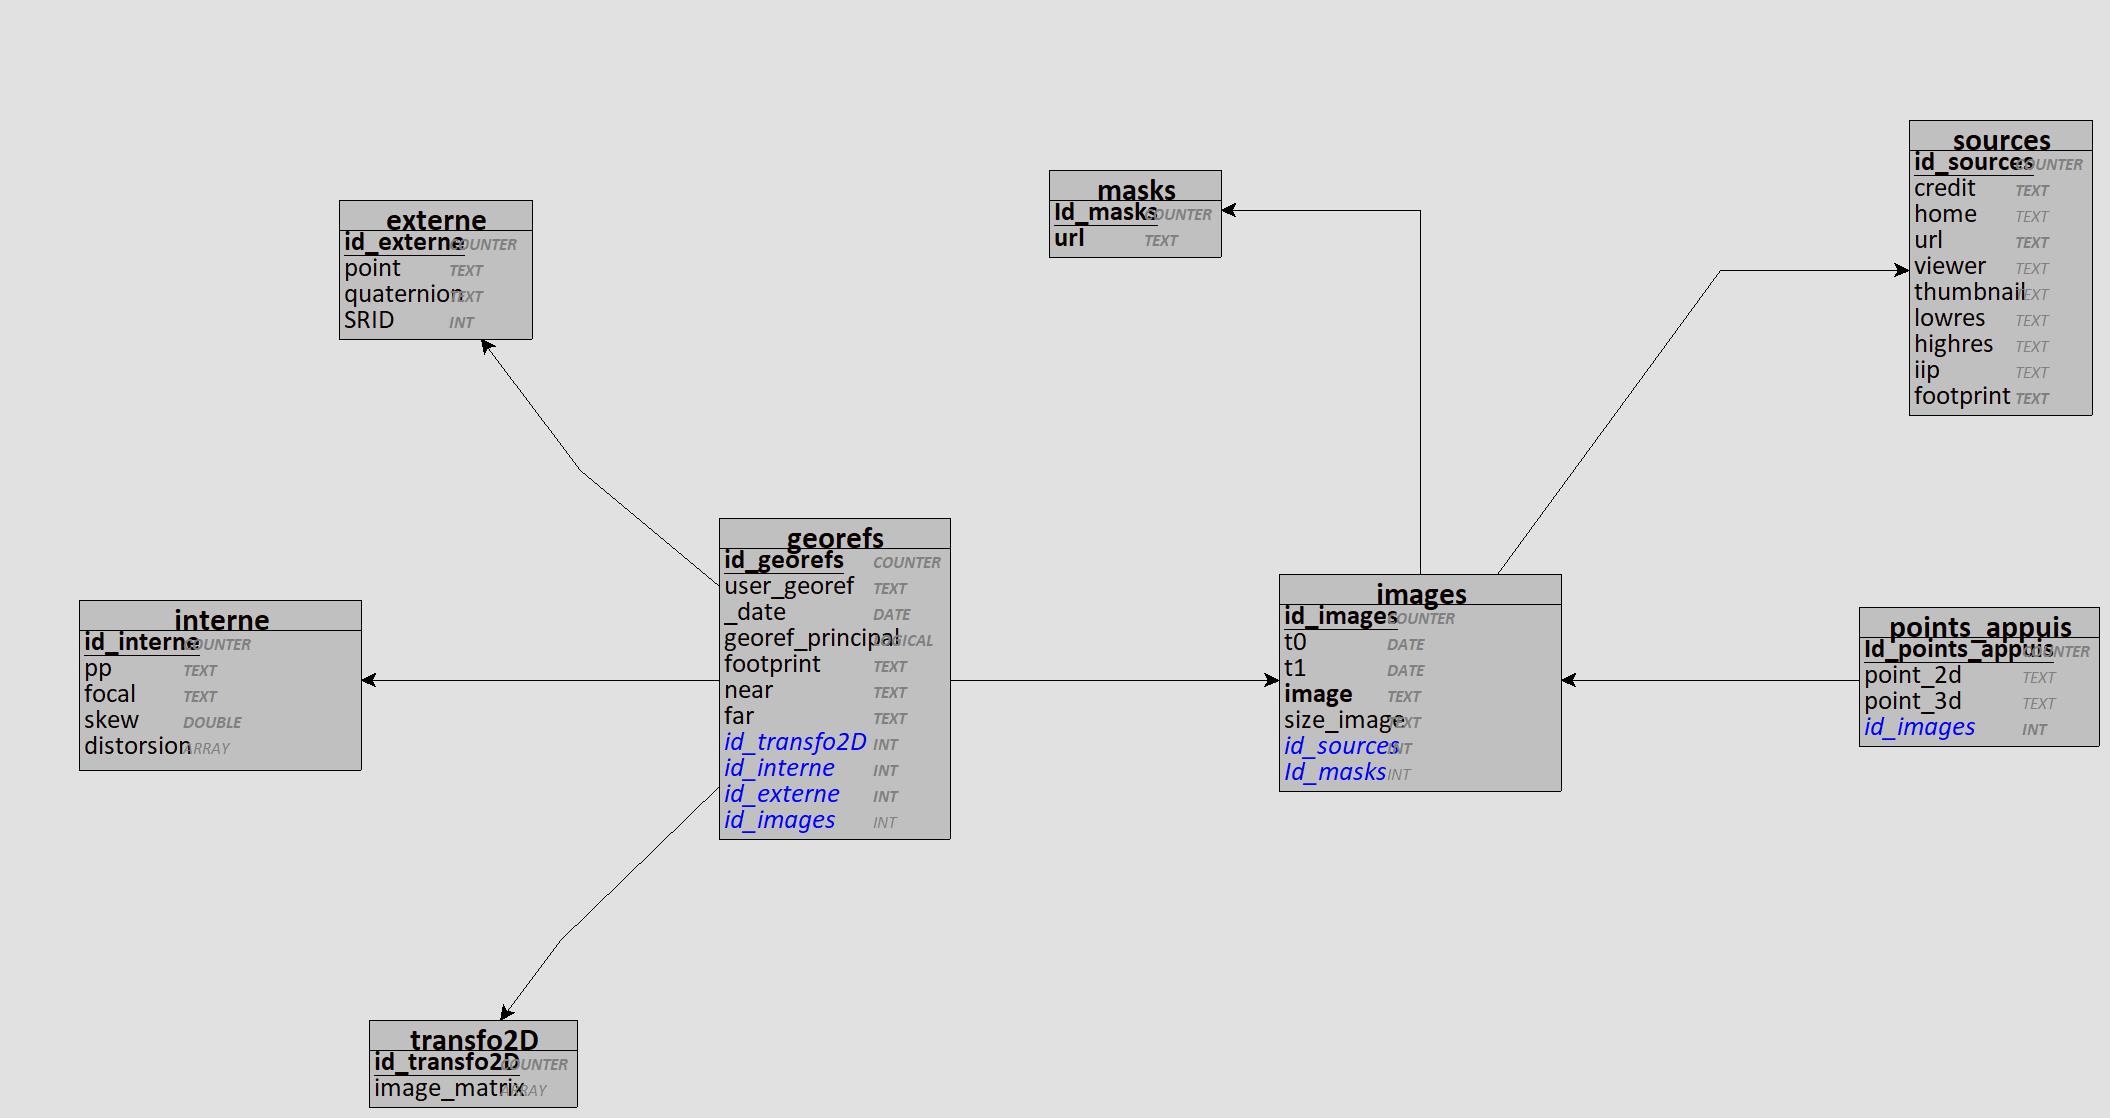 sources
id_sources COUNTER
credit TEXT
home TEXT
url TEXT
viewer TEXT
thumbnail TEXT
lowres TEXT
highres TEXT
iip TEXT
footprint TEXT
masks
Id_masks COUNTER
url TEXT
externe
id_externe COUNTER
point TEXT
quaternion TEXT
SRID INT
georefs
id_georefs COUNTER
user_georef TEXT
_date DATE
georef_principal LOGICAL
footprint TEXT
near TEXT
far TEXT
id_transfo2D INT
id_interne INT
id_externe INT
id_images INT
images
id_images COUNTER
t0 DATE
t1 DATE
image TEXT
size_image TEXT
id_sources INT
Id_masks INT
interne
id_interne COUNTER
pp TEXT
focal TEXT
skew DOUBLE
distorsion ARRAY
points_appuis
Id_points_appuis COUNTER
point_2d TEXT
point_3d TEXT
id_images INT
transfo2D
id_transfo2D COUNTER
image_matrix ARRAY